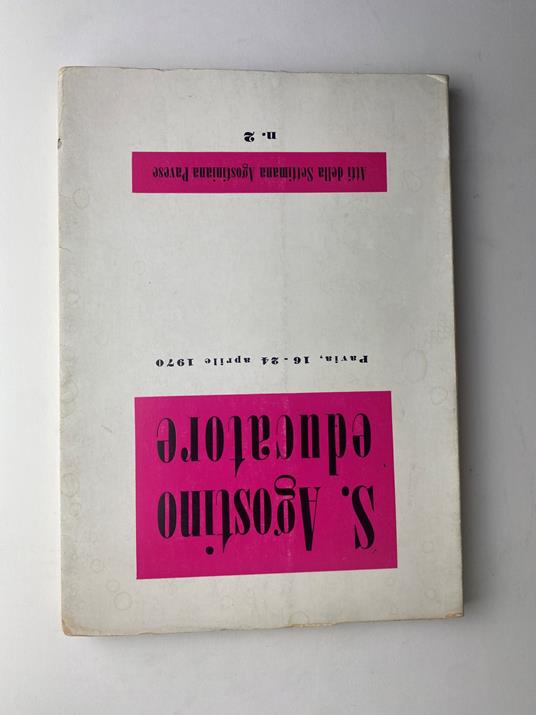 S. Agostino
educatore
Pavia, 16 - 24 aprile 1970
Atti della Settimana Agostiniana Pavese
n. 2